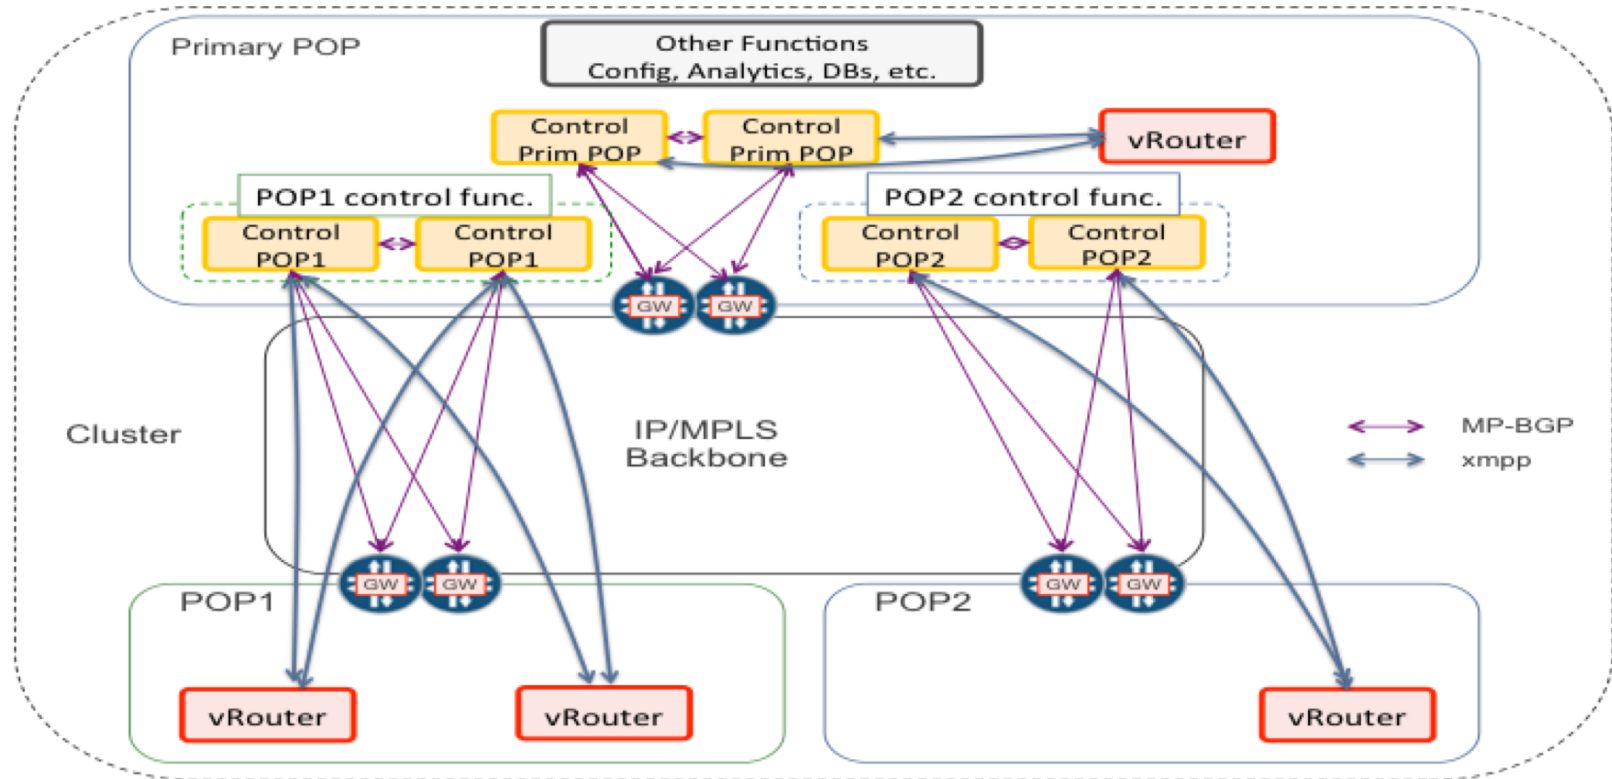 Primary POP
Other Functions
Config, Analytics, DBs, etc.
Control
Prim POP
Control
Prim POP
vRouter
POP1 control func.
Control
POP1
Control
POP1
POP2 control func.
Control
POP2
Control
POP2
GW
GW
Cluster
IP/MPLS
Backbone
MP-BGP
xmpp
GW
GW
GW
GW
POP1
vRouter
vRouter
POP2
vRouter